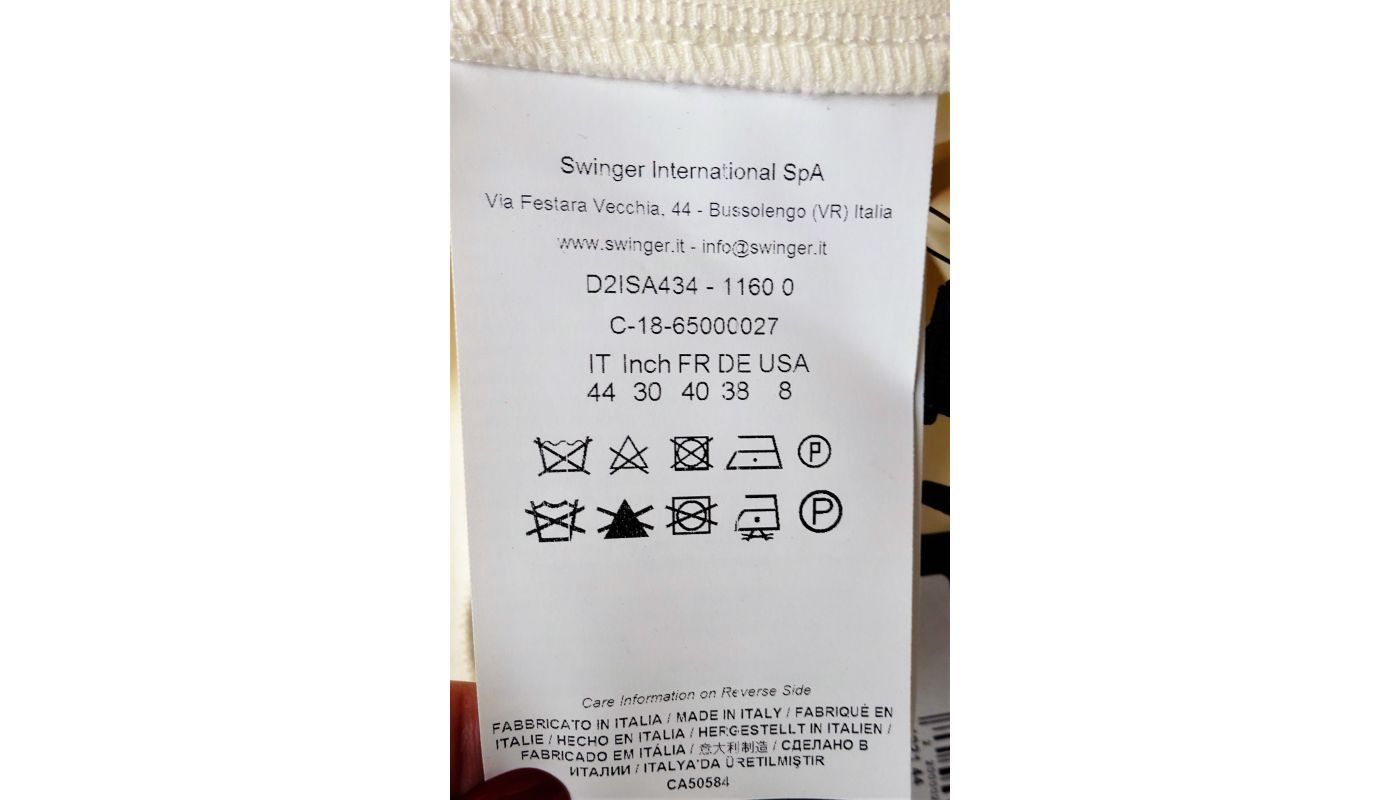 Swinger International SpA
Via Festara Vecchia, 44 - Bussolengo (VR) Italia
www.swinger.it - info@swinger.it
D2ISA434 - 1160 0
C-18-65000027
IT Inch FR DE USA
44 30 40 38 8
P
P
Care Information on Reverse Side
FABBRICATO IN ITALIA / MADE IN ITALY / FABRIQUÉ EN
ITALIE / HECHO EN ITALIA / HERGESTELLT IN ITALIEN /
FABRICADO EM ITÁLIA / 意大利制造 / СДЕЛАНО В
ИТАЛИИ / ITALYA'DA ÜRETILMIŞTIR
CA50584